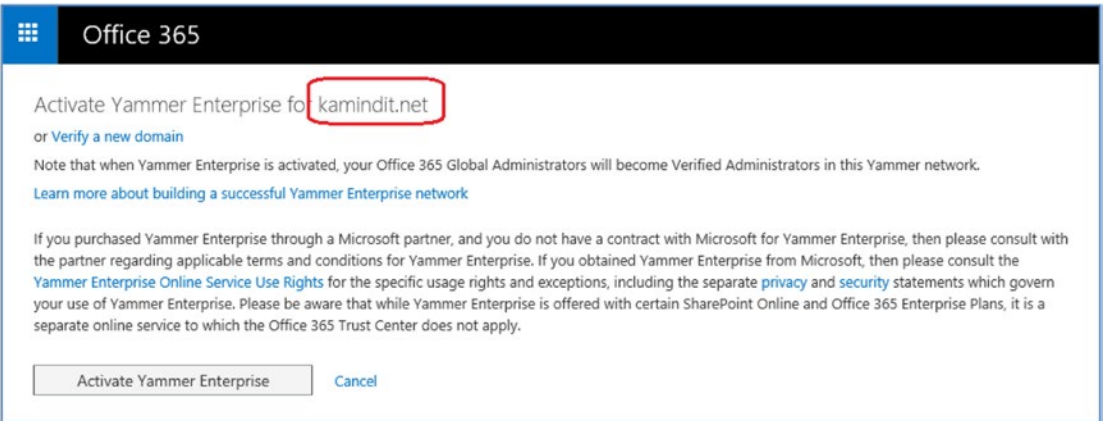 Office 365
Activate Yammer Enterprise for kamindit.net
or Verify a new domain
Note that when Yammer Enterprise is activated, your Office 365 Global Administrators will become Verified Administrators in this Yammer network.
Learn more about building a successful Yammer Enterprise network
If you purchased Yammer Enterprise through a Microsoft partner, and you do not have a contract with Microsoft for Yammer Enterprise, then please consult with
the partner regarding applicable terms and conditions for Yammer Enterprise. If you obtained Yammer Enterprise from Microsoft, then please consult the
Yammer Enterprise Online Service Use Rights for the specific usage rights and exceptions, including the separate privacy and security statements which govern
your use of Yammer Enterprise. Please be aware that while Yammer Enterprise is offered with certain SharePoint Online and Office 365 Enterprise Plans, it is a
separate online service to which the Office 365 Trust Center does not apply.
Activate Yammer Enterprise Cancel